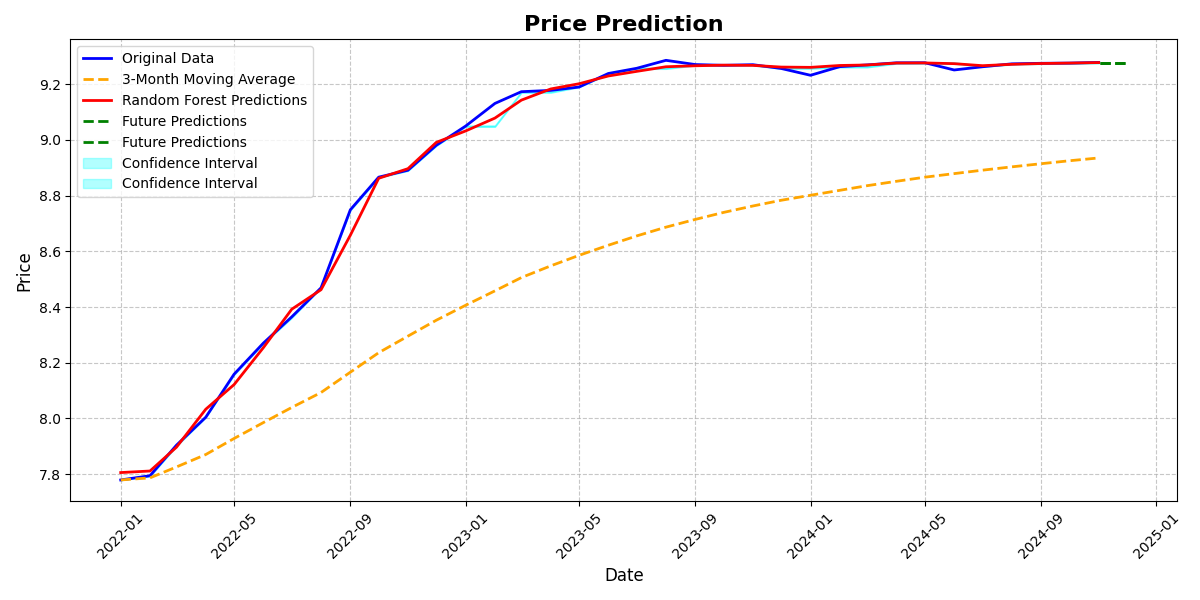 Price Prediction
Original Data
3-Month Moving Average
Random Forest Predictions
Future Predictions
Future Predictions
Confidence Interval
Confidence Interval
Price
9.2
9.0
8.8
8.6
8.4
8.2
8.0
7.8
2022-01
2022-05
2022-09
2023-01
2023-05
2023-09
2024-01
2024-05
2024-09
2025-01
Date